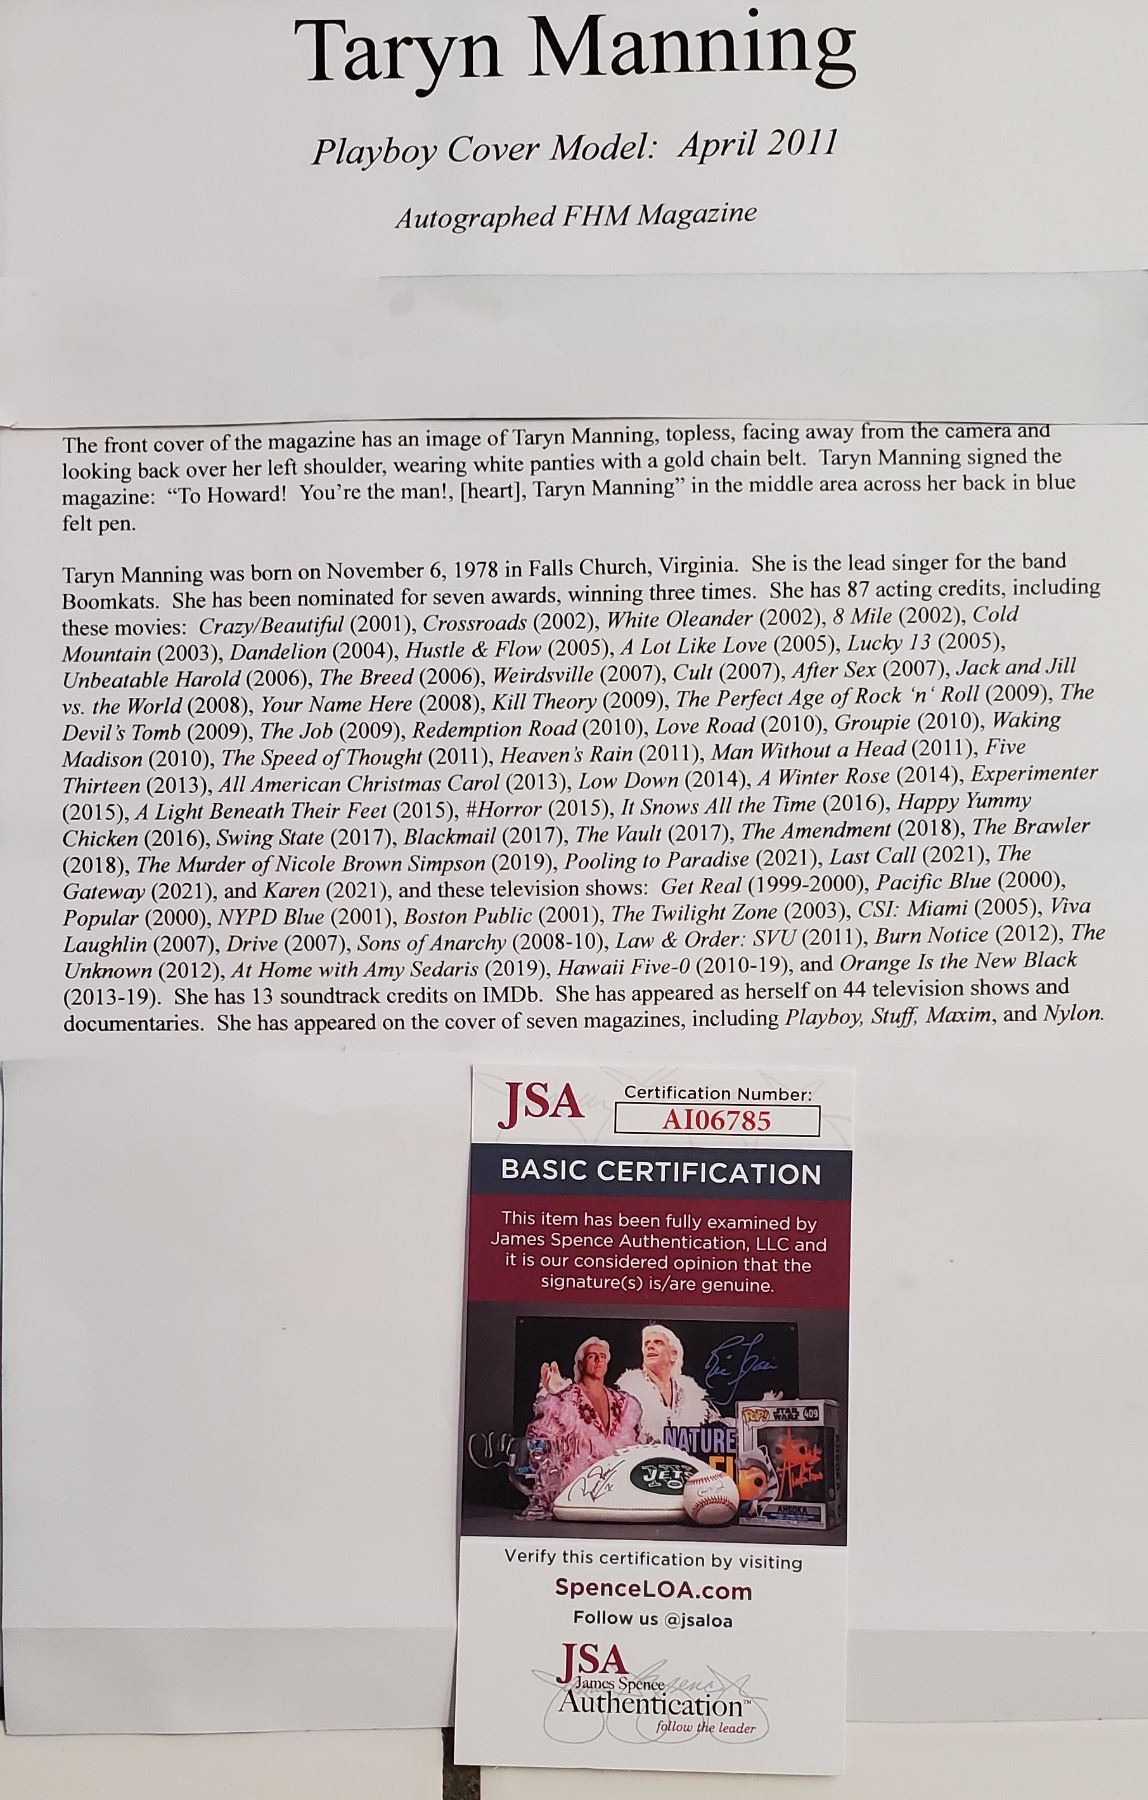 Taryn Manning
Playboy Cover Model:  April 2011
Autographed FHM Magazine
The front cover of the magazine has an image of Taryn Manning, topless, facing away from the camera and
looking back over her left shoulder, wearing white panties with a gold chain belt.  Taryn Manning signed the
magazine:  “To Howard!  You’re the man!, [heart], Taryn Manning” in the middle area across her back in blue
felt pen.
Taryn Manning was born on November 6, 1978 in Falls Church, Virginia.  She is the lead singer for the band
Boomkats.  She has been nominated for seven awards, winning three times.  She has 87 acting credits, including
these movies:  Crazy/Beautiful (2001), Crossroads (2002), White Oleander (2002), 8 Mile (2002), Cold
Mountain (2003), Dandelion (2004), Hustle & Flow (2005), A Lot Like Love (2005), Lucky 13 (2005),
Unbeatable Harold (2006), The Breed (2006), Weirdsville (2007), Cult (2007), After Sex (2007), Jack and Jill
vs. the World (2008), Your Name Here (2008), Kill Theory (2009), The Perfect Age of Rock ‘n‘ Roll (2009), The
Devil’s Tomb (2009), The Job (2009), Redemption Road (2010), Love Road (2010), Groupie (2010), Waking
Madison (2010), The Speed of Thought (2011), Heaven’s Rain (2011), Man Without a Head (2011), Five
Thirteen (2013), All American Christmas Carol (2013), Low Down (2014), A Winter Rose (2014), Experimenter
(2015), A Light Beneath Their Feet (2015), #Horror (2015), It Snows All the Time (2016), Happy Yummy
Chicken (2016), Swing State (2017), Blackmail (2017), The Vault (2017), The Amendment (2018), The Brawler
(2018), The Murder of Nicole Brown Simpson (2019), Pooling to Paradise (2021), Last Call (2021), The
Gateway (2021), and Karen (2021), and these television shows:  Get Real (1999-2000), Pacific Blue (2000),
Popular (2000), NYPD Blue (2001), Boston Public (2001), The Twilight Zone (2003), CSI: Miami (2005), Viva
Laughlin (2007), Drive (2007), Sons of Anarchy (2008-10), Law & Order: SVU (2011), Burn Notice (2012), The
Unknown (2012), At Home with Amy Sedaris (2019), Hawaii Five-0 (2010-19), and Orange Is the New Black
(2013-19).  She has 13 soundtrack credits on IMDb.  She has appeared as herself on 44 television shows and
documentaries.  She has appeared on the cover of seven magazines, including Playboy, Stuff, Maxim, and Nylon.
JSA
Certification Number:
AI06785
BASIC CERTIFICATION
This item has been fully examined by
James Spence Authentication, LLC and
it is our considered opinion that the
signature(s) is/are genuine.
POP! STAR WARS 409
NATURE
JETS
AHSOKA
Verify this certification by visiting
SpenceLOA.com
Follow us @jsaloa
JSA
James Spence
Authentication™
follow the leader